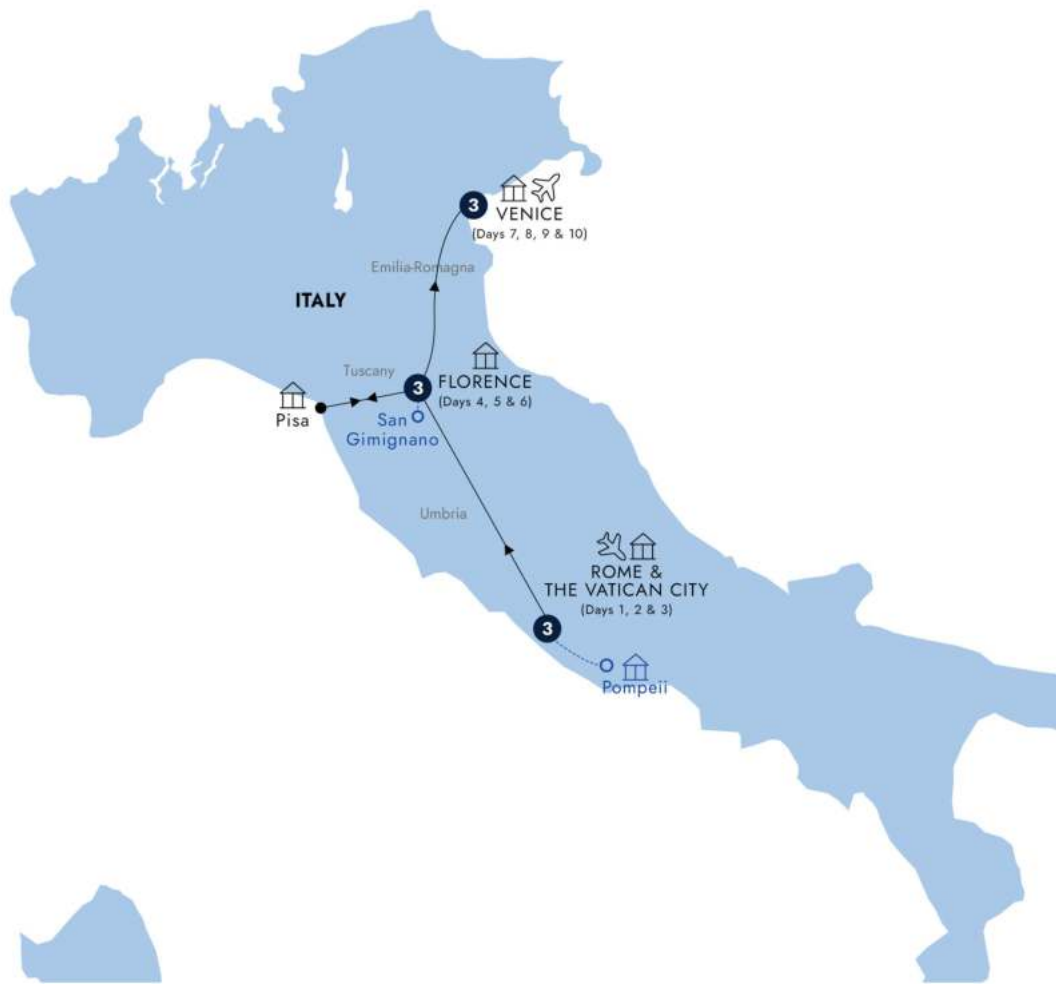 3
VENICE
(Days 7, 8, 9 & 10)
Emilia-Romagna
ITALY
Tuscany
3
FLORENCE
(Days 4, 5 & 6)
Pisa
San
Gimignano
Umbria
ROME &
THE VATICAN CITY
(Days 1, 2 & 3)
3
Pompeii